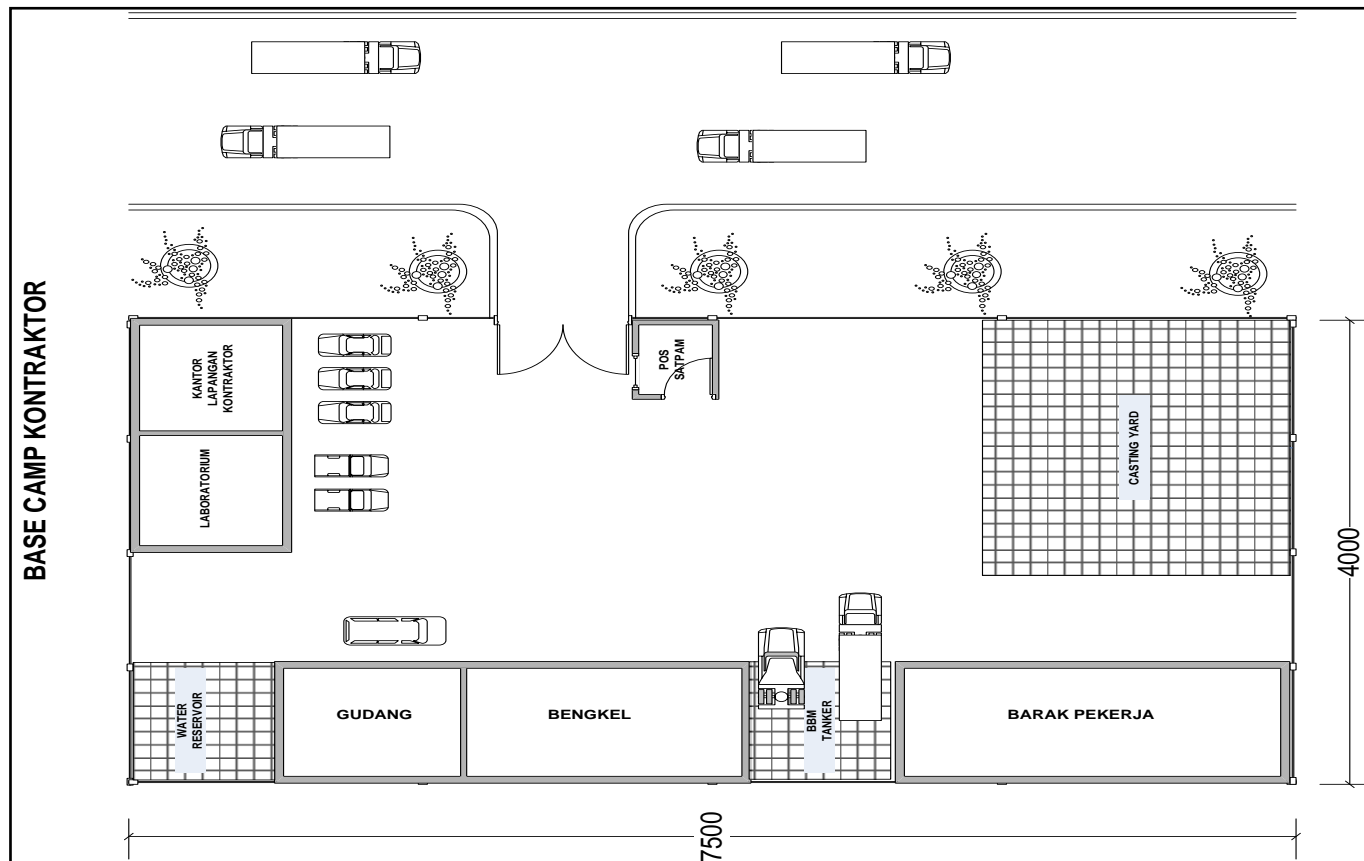 BASE CAMP KONTRAKTOR
KANTOR
LAPANGAN
KONTRAKTOR
POS
SATPAM
LABORATORIUM
CASTING YARD
4000
WATER
RESERVOIR
GUDANG
BENGKEL
BBM
TANKER
BARAK PEKERJA
7500